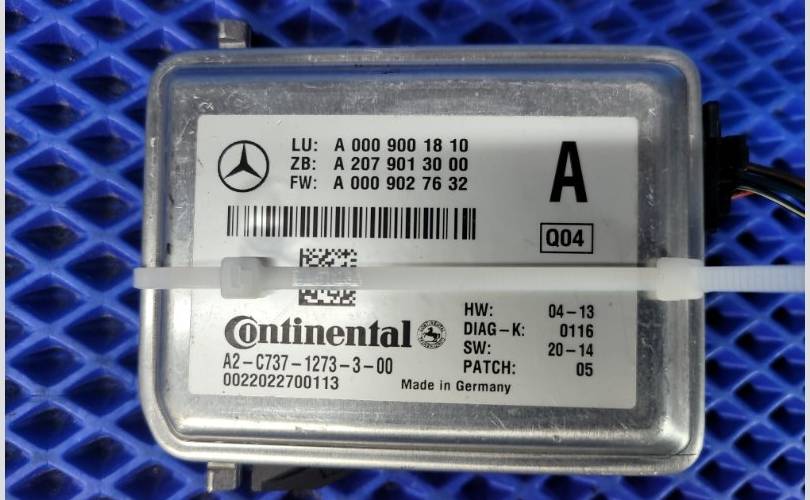 LU: A 000 900 18 10
ZB: A 207 901 30 00
FW: A 000 902 76 32
A
Q04
Continental
A2-C737-1273-3-00
0022022700113
HW: 04-13
DIAG-K: 0116
SW: 20-14
PATCH: 05
Made in Germany